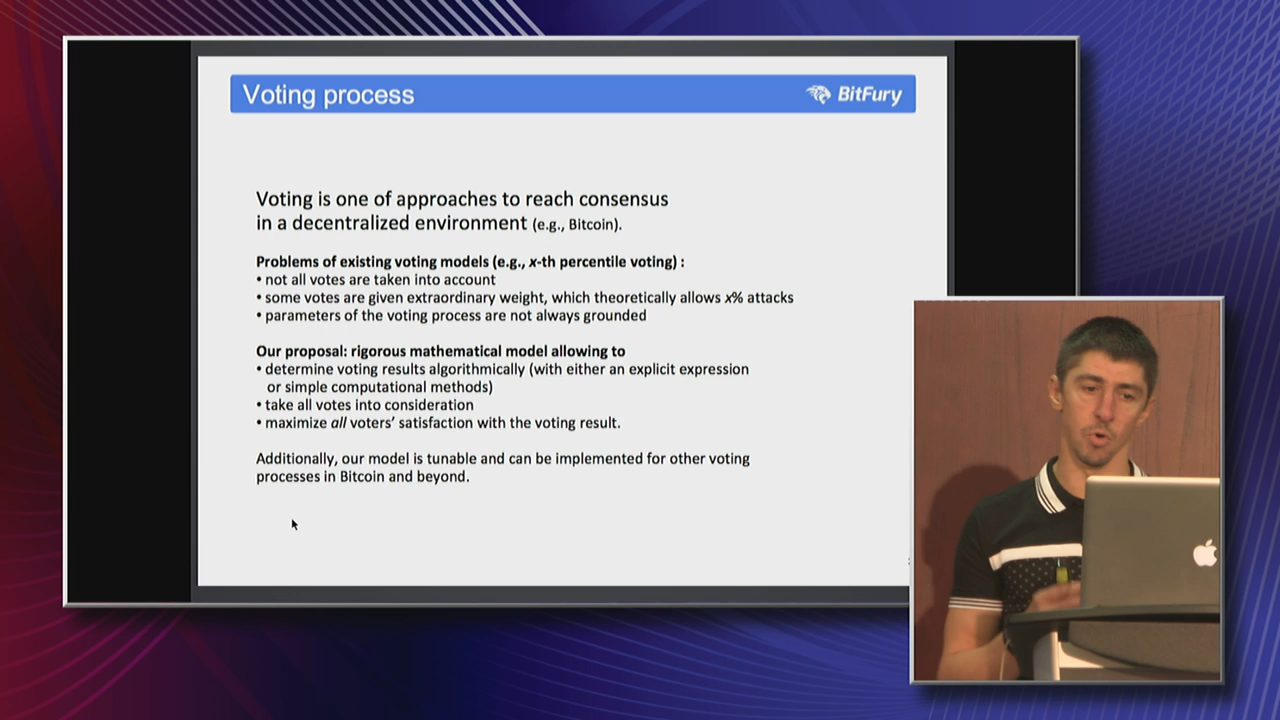 Voting process
BitFury
Voting is one of approaches to reach consensus
in a decentralized environment (e.g., Bitcoin).
Problems of existing voting models (e.g., x-th percentile voting) :
• not all votes are taken into account
• some votes are given extraordinary weight, which theoretically allows x% attacks
• parameters of the voting process are not always grounded
Our proposal: rigorous mathematical model allowing to
• determine voting results algorithmically (with either an explicit expression
or simple computational methods)
• take all votes into consideration
• maximize all voters' satisfaction with the voting result.
Additionally, our model is tunable and can be implemented for other voting
processes in Bitcoin and beyond.